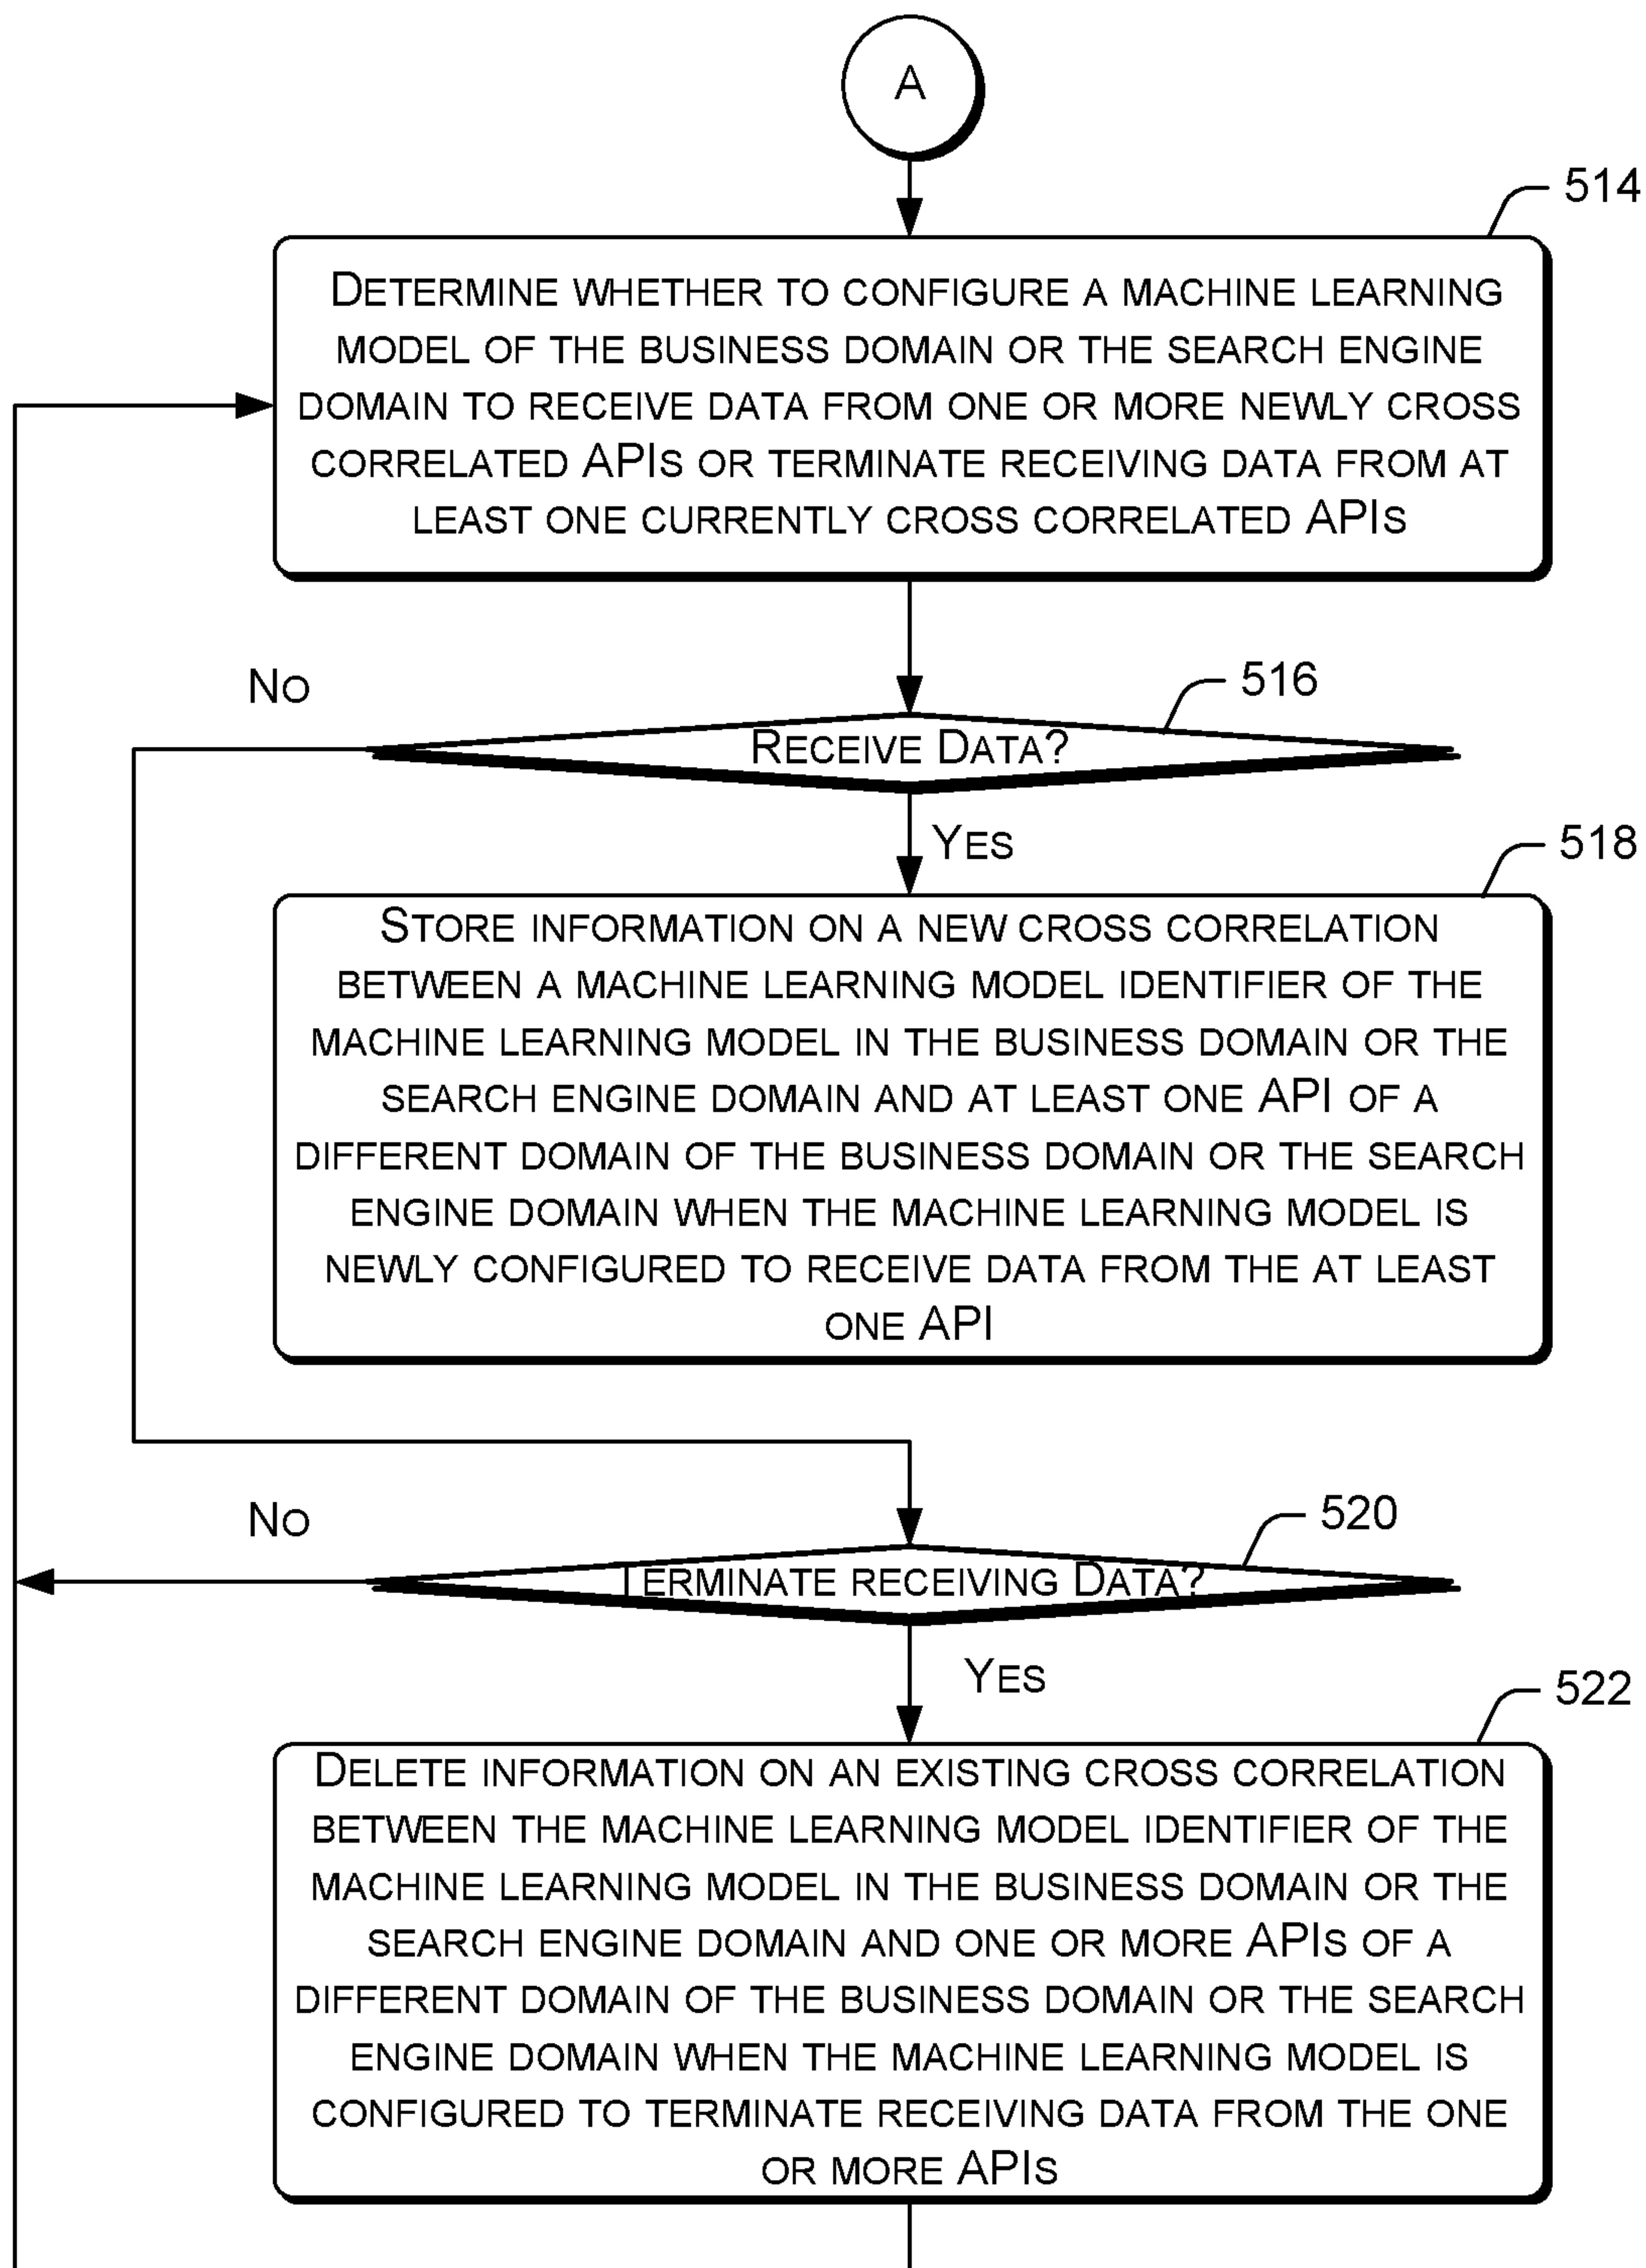 A
514
DETERMINE WHETHER TO CONFIGURE A MACHINE LEARNING
MODEL OF THE BUSINESS DOMAIN OR THE SEARCH ENGINE
DOMAIN TO RECEIVE DATA FROM ONE OR MORE NEWLY CROSS
CORRELATED APIS OR TERMINATE RECEIVING DATA FROM AT
LEAST ONE CURRENTLY CROSS CORRELATED APIS
NO
516
RECEIVE DATA?
YES
518
STORE INFORMATION ON A NEW CROSS CORRELATION
BETWEEN A MACHINE LEARNING MODEL IDENTIFIER OF THE
MACHINE LEARNING MODEL IN THE BUSINESS DOMAIN OR THE
SEARCH ENGINE DOMAIN AND AT LEAST ONE API OF A
DIFFERENT DOMAIN OF THE BUSINESS DOMAIN OR THE SEARCH
ENGINE DOMAIN WHEN THE MACHINE LEARNING MODEL IS
NEWLY CONFIGURED TO RECEIVE DATA FROM THE AT LEAST
ONE API
NO
520
TERMINATE RECEIVING DATA?
YES
522
DELETE INFORMATION ON AN EXISTING CROSS CORRELATION
BETWEEN THE MACHINE LEARNING MODEL IDENTIFIER OF THE
MACHINE LEARNING MODEL IN THE BUSINESS DOMAIN OR THE
SEARCH ENGINE DOMAIN AND ONE OR MORE APIS OF A
DIFFERENT DOMAIN OF THE BUSINESS DOMAIN OR THE SEARCH
ENGINE DOMAIN WHEN THE MACHINE LEARNING MODEL IS
CONFIGURED TO TERMINATE RECEIVING DATA FROM THE ONE
OR MORE APIS